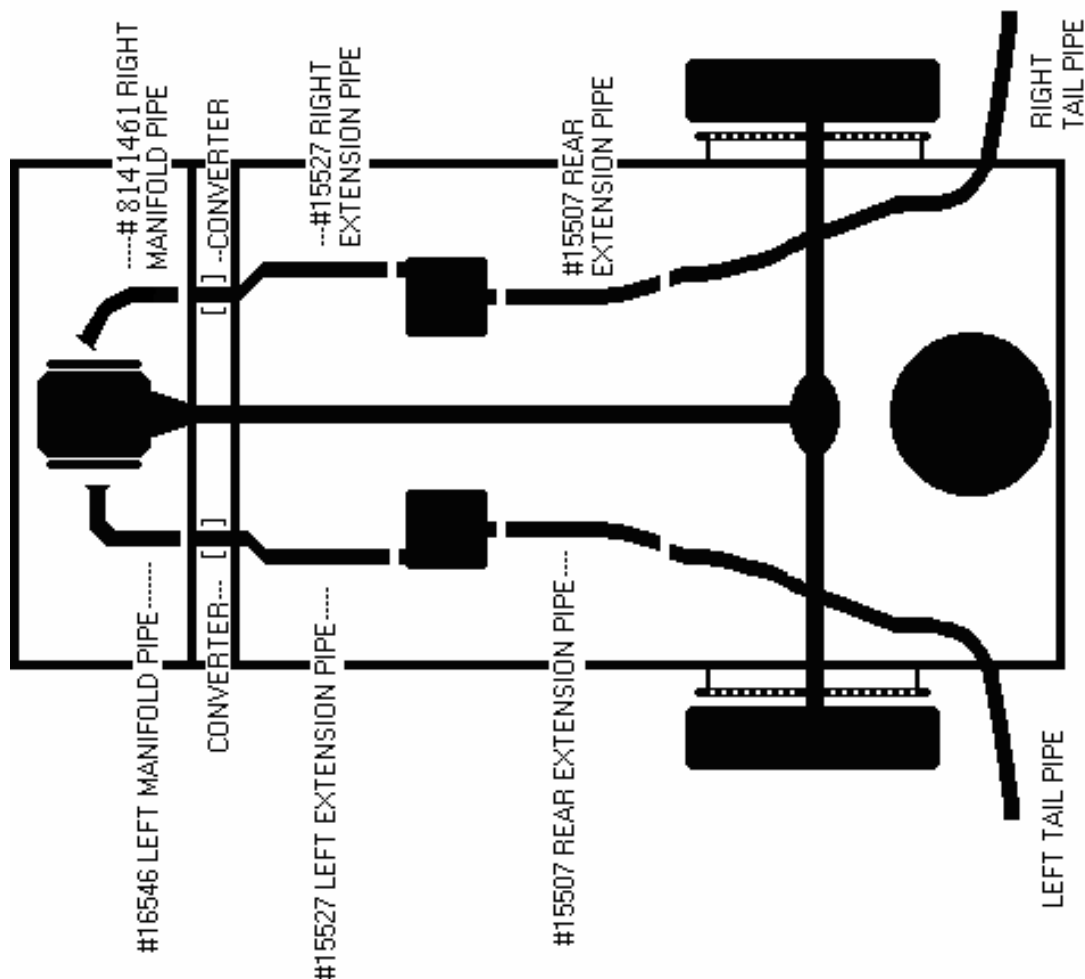 ----# 8141461 RIGHT
MANIFOLD PIPE
[ ] --CONVERTER
---#15527 RIGHT
EXTENSION PIPE
#15507 REAR
EXTENSION PIPE
RIGHT
TAIL PIPE
#16546 LEFT MANIFOLD PIPE-------
CONVERTER--- [ ]
#15527 LEFT EXTENSION PIPE-----
#15507 REAR EXTENSION PIPE----
LEFT TAIL PIPE